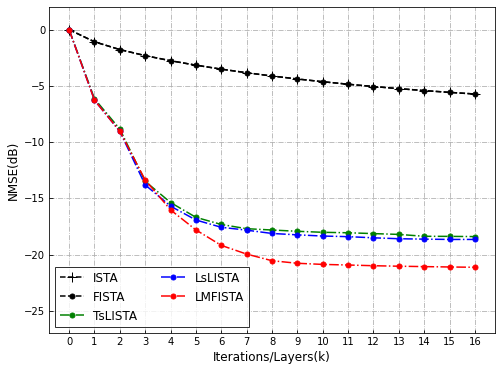 0
−5
−10
−15
−20
−25
NMSE(dB)
ISTA
FISTA
TsLISTA
LsLISTA
LMFISTA
0 1 2 3 4 5 6 7 8 9 10 11 12 13 14 15 16
Iterations/Layers(k)